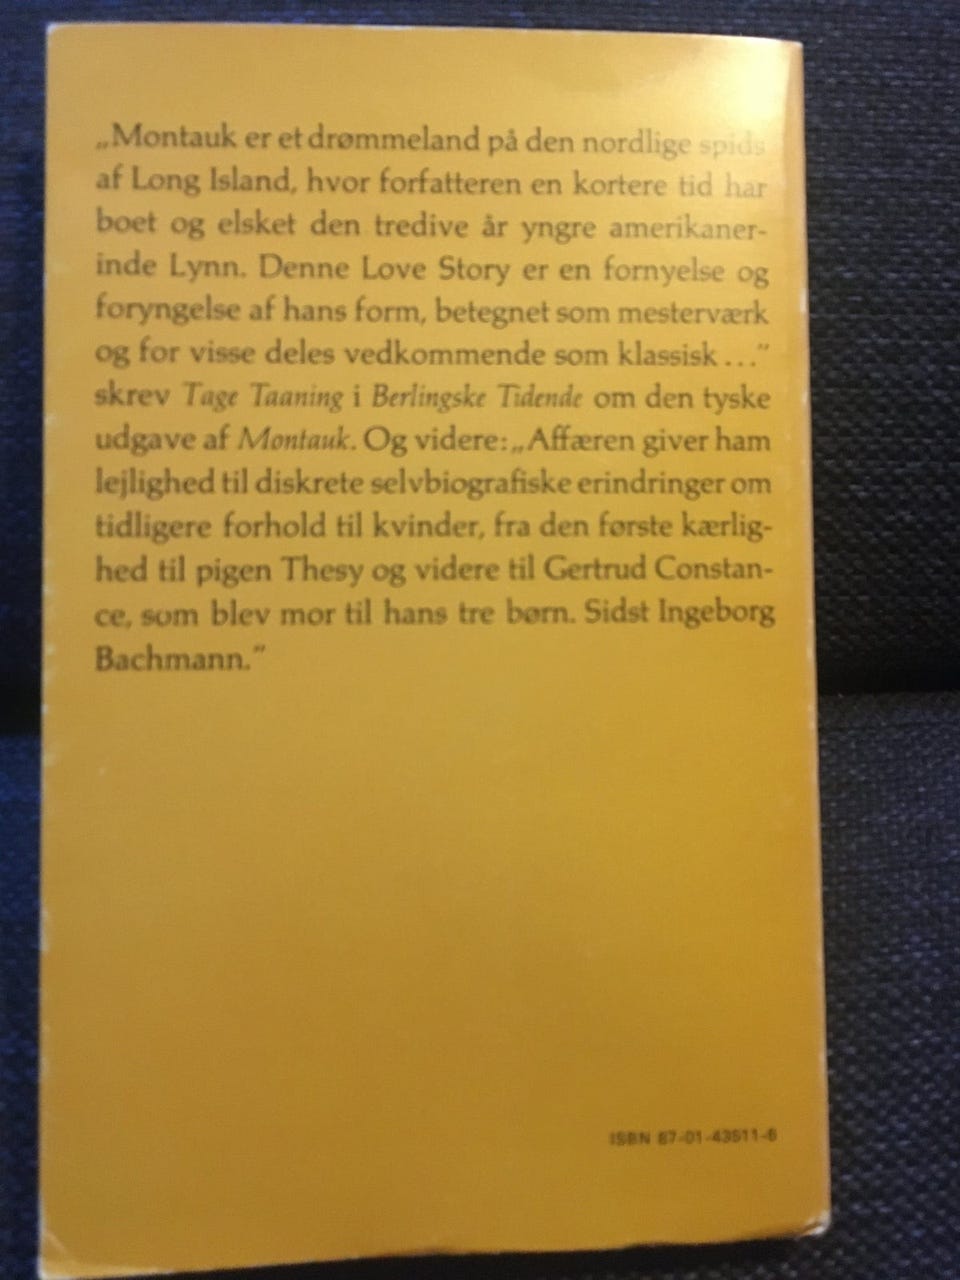 „Montauk er et drømmeland på den nordlige spids
af Long Island, hvor forfatteren en kortere tid har
boet og elsket den tredive år yngre amerikaner-
inde Lynn. Denne Love Story er en fornyelse og
foryngelse af hans form, betegnet som mesterværk
og for visse deles vedkommende som klassisk ...”
skrev Tage Taaning i Berlingske Tidende om den tyske
udgave af Montauk. Og videre: „Affæren giver ham
lejlighed til diskrete selvbiografiske erindringer om
tidligere forhold til kvinder, fra den første kærlig-
hed til pigen Thesy og videre til Gertrud Constan-
ce, som blev mor til hans tre børn. Sidst Ingeborg
Bachmann.”
ISBN 87-01-43511-6